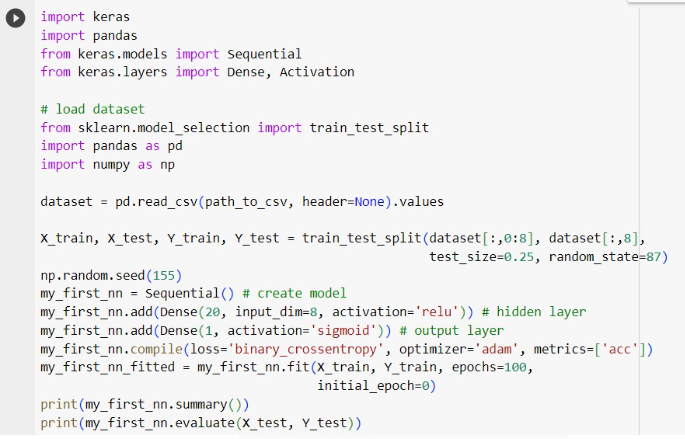 import keras
import pandas
from keras.models import Sequential
from keras.layers import Dense, Activation
# load dataset
from sklearn.model_selection import train_test_split
import pandas as pd
import numpy as np
dataset = pd.read_csv(path_to_csv, header=None).values
X_train, X_test, Y_train, Y_test = train_test_split(dataset[:,0:8], dataset[:,8],
test_size=0.25, random_state=87)
np.random.seed(155)
my_first_nn = Sequential() # create model
my_first_nn.add(Dense(20, input_dim=8, activation='relu')) # hidden layer
my_first_nn.add(Dense(1, activation='sigmoid')) # output layer
my_first_nn.compile(loss='binary_crossentropy', optimizer='adam', metrics=['acc'])
my_first_nn_fitted = my_first_nn.fit(X_train, Y_train, epochs=100,
initial_epoch=0)
print(my_first_nn.summary())
print(my_first_nn.evaluate(X_test, Y_test))